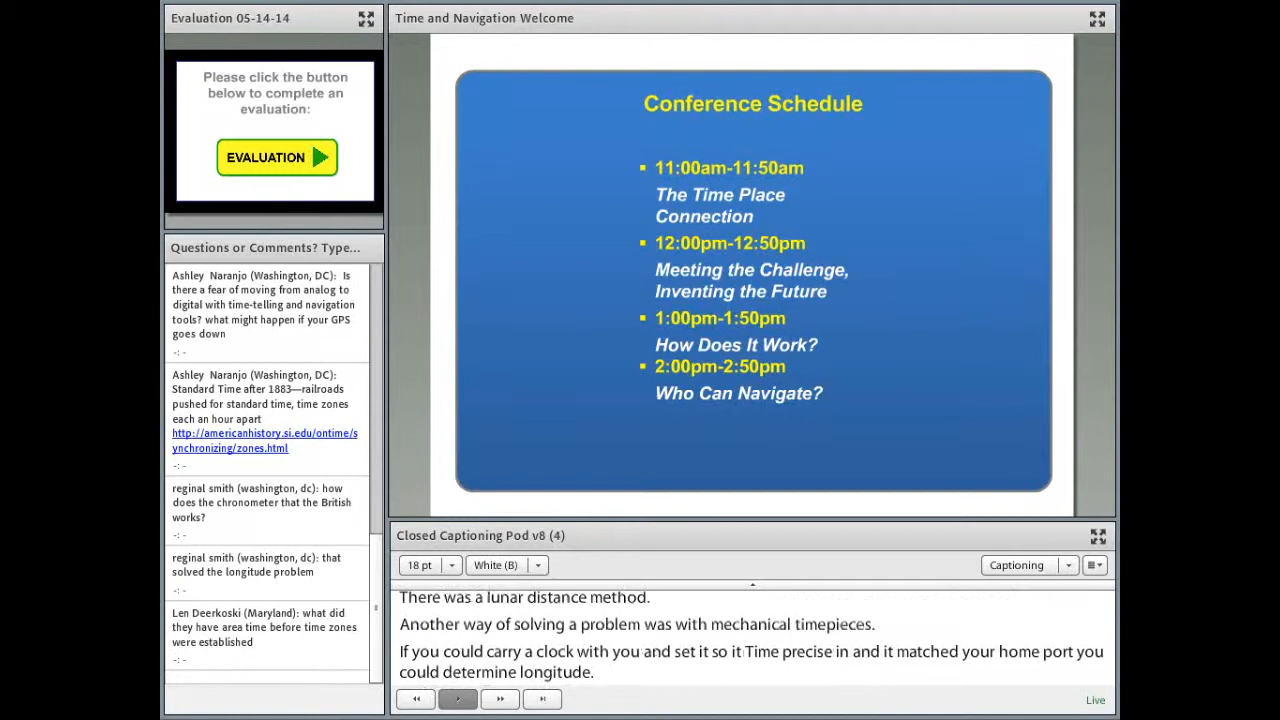 Evaluation 05-14-14
Please click the button
below to complete an
evaluation:
EVALUATION
Questions or Comments? Type...
Ashley Naranjo (Washington, DC): Is
there a fear of moving from analog to
digital with time-telling and navigation
tools? what might happen if your GPS
goes down
-: -
Ashley Naranjo (Washington, DC):
Standard Time after 1883—railroads
pushed for standard time, time zones
each an hour apart
http://americanhistory.si.edu/ontime/s
ynchronizing/zones.html
-: -
reginal smith (washington, dc): how
does the chronometer that the British
works?
-: -
reginal smith (washington, dc): that
solved the longitude problem
-: -
Len Deerkoski (Maryland): what did
they have area time before time zones
were established
-: -
Time and Navigation Welcome
Conference Schedule
▪ 11:00am-11:50am
The Time Place
Connection
▪ 12:00pm-12:50pm
Meeting the Challenge,
Inventing the Future
▪ 1:00pm-1:50pm
How Does It Work?
▪ 2:00pm-2:50pm
Who Can Navigate?
Closed Captioning Pod v8 (4)
18 pt White (B) Captioning
There was a lunar distance method.
Another way of solving a problem was with mechanical timepieces.
If you could carry a clock with you and set it so it Time precise in and it matched your home port you
could determine longitude.
Live